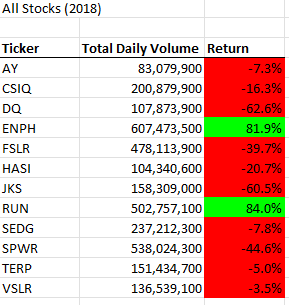 All Stocks (2018)
Ticker Total Daily Volume Return
AY 83,079,900 -7.3%
CSIQ 200,879,900 -16.3%
DQ 107,873,900 -62.6%
ENPH 607,473,500 81.9%
FSLR 478,113,900 -39.7%
HASI 104,340,600 -20.7%
JKS 158,309,000 -60.5%
RUN 502,757,100 84.0%
SEDG 237,212,300 -7.8%
SPWR 538,024,300 -44.6%
TERP 151,434,700 -5.0%
VSLR 136,539,100 -3.5%